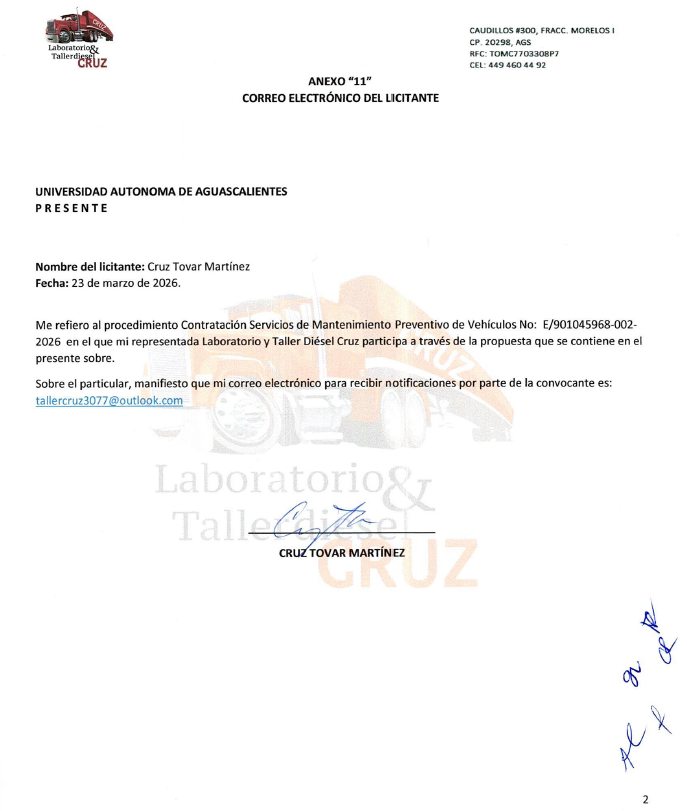 CRUZ
Laboratorio&
Tallerdiesel
CRUZ
CAUDILLOS #300, FRACC. MORELOS I
CP. 20298, AGS
RFC: TOMC7703308P7
CEL: 449 460 44 92
ANEXO "11"
CORREO ELECTRÓNICO DEL LICITANTE
UNIVERSIDAD AUTONOMA DE AGUASCALIENTES
P R E S E N T E
Nombre del licitante: Cruz Tovar Martínez
Fecha: 23 de marzo de 2026.
Me refiero al procedimiento Contratación Servicios de Mantenimiento Preventivo de Vehículos No: E/901045968-002-
2026 en el que mi representada Laboratorio y Taller Diésel Cruz participa a través de la propuesta que se contiene en el
presente sobre.
Sobre el particular, manifiesto que mi correo electrónico para recibir notificaciones por parte de la convocante es:
tallercruz3077@outlook.com
CRUZ
Laboratorio&
Tallerdiesel
CRUZ
CRUZ TOVAR MARTÍNEZ
2